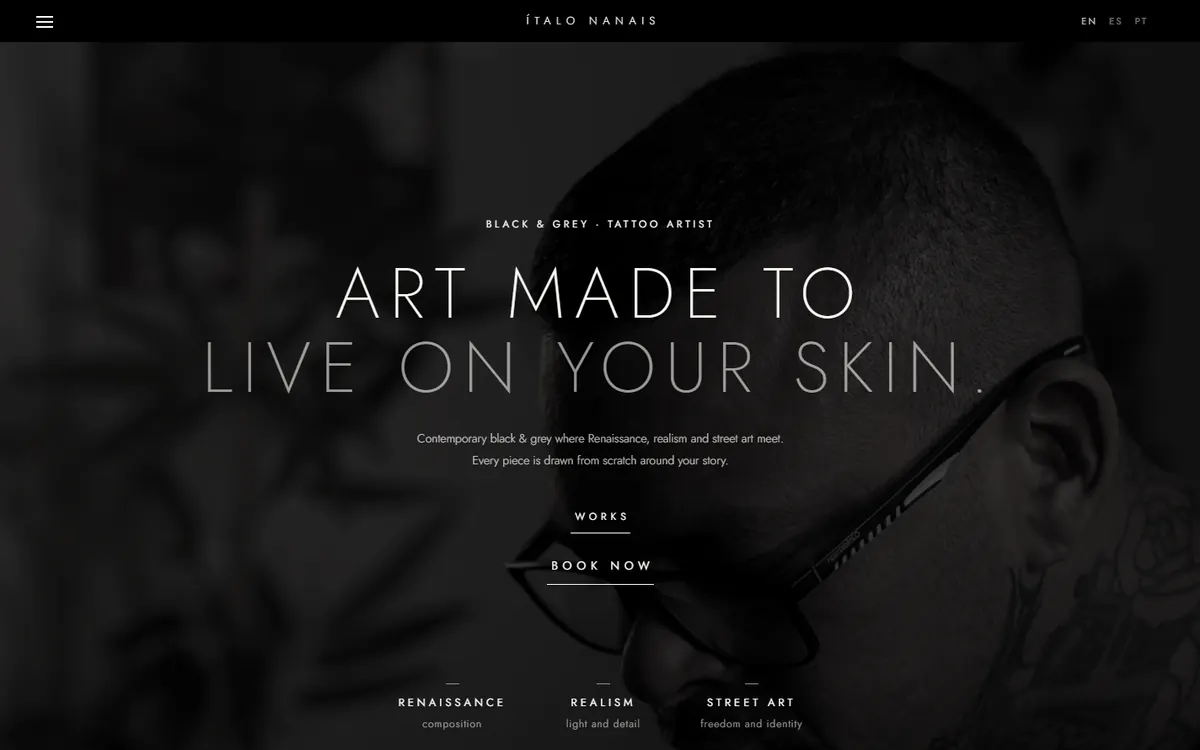 ÍTALO NANAIS
EN ES PT
BLACK & GREY · TATTOO ARTIST
ART MADE TO
LIVE ON YOUR SKIN.
Contemporary black & grey where Renaissance, realism and street art meet.
Every piece is drawn from scratch around your story.
WORKS
BOOK NOW
RENAISSANCE
composition
REALISM
light and detail
STREET ART
freedom and identity